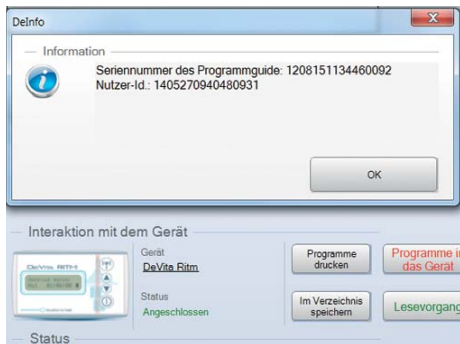 DeInfo
Information
Seriennummer des Programmguide: 1208151134460092
Nutzer-Id.: 1405270940480931
OK
Interaktion mit dem Gerät
DeVita RITM
Gerät
DeVita Ritm
Status
Angeschlossen
Programme
drucken
Programme in
das Gerät
Im Verzeichnis
speichern
Lesevorgang
Status